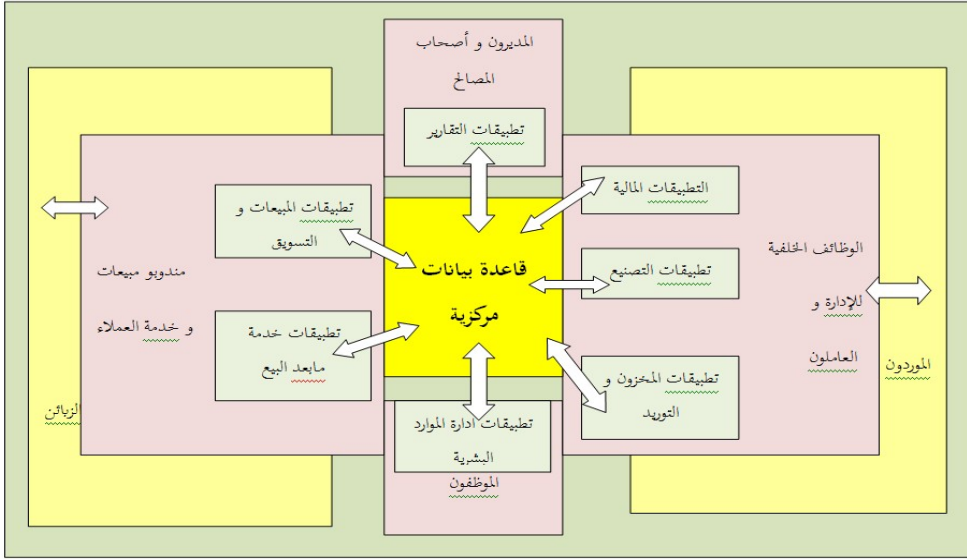 المديرون و أصحاب
المصالح
تطبيقات التقارير
التطبيقات المالية
تطبيقات المبيعات و
التسويق
قاعدة بيانات
مركزية
تطبيقات التصنيع
الوظائف الخلفية
للإدارة و
العاملون
مندوبو مبيعات
و خدمة العملاء
تطبيقات خدمة
مابعد البيع
تطبيقات المخزون و
التوريد
الموردون
الزبائن
تطبيقات ادارة الموارد
البشرية
الموظفون